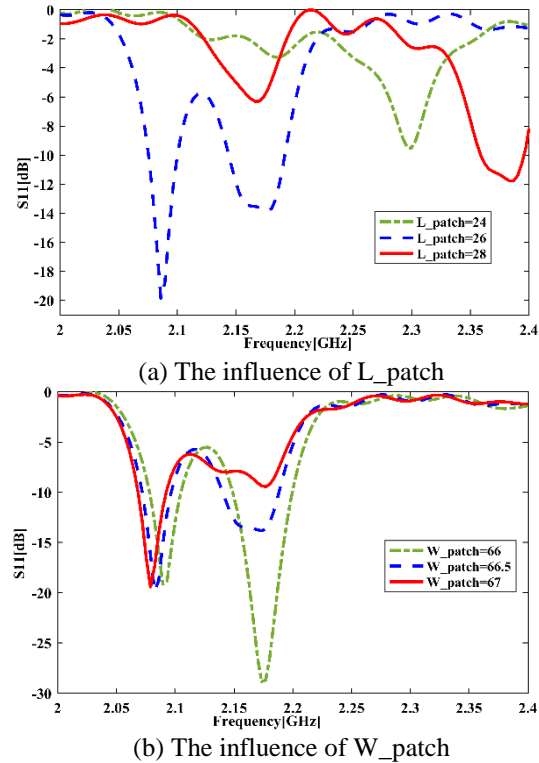 0
-2
-4
-6
-8
-10
-12
-14
-16
-18
-20
S11[dB]
L_patch=24
L_patch=26
L_patch=28
2 2.05 2.1 2.15 2.2 2.25 2.3 2.35 2.4
Frequency[GHz]
(a) The influence of L_patch
0
-5
-10
-15
-20
-25
-30
S11[dB]
W_patch=66
W_patch=66.5
W_patch=67
2 2.05 2.1 2.15 2.2 2.25 2.3 2.35 2.4
Frequency[GHz]
(b) The influence of W_patch